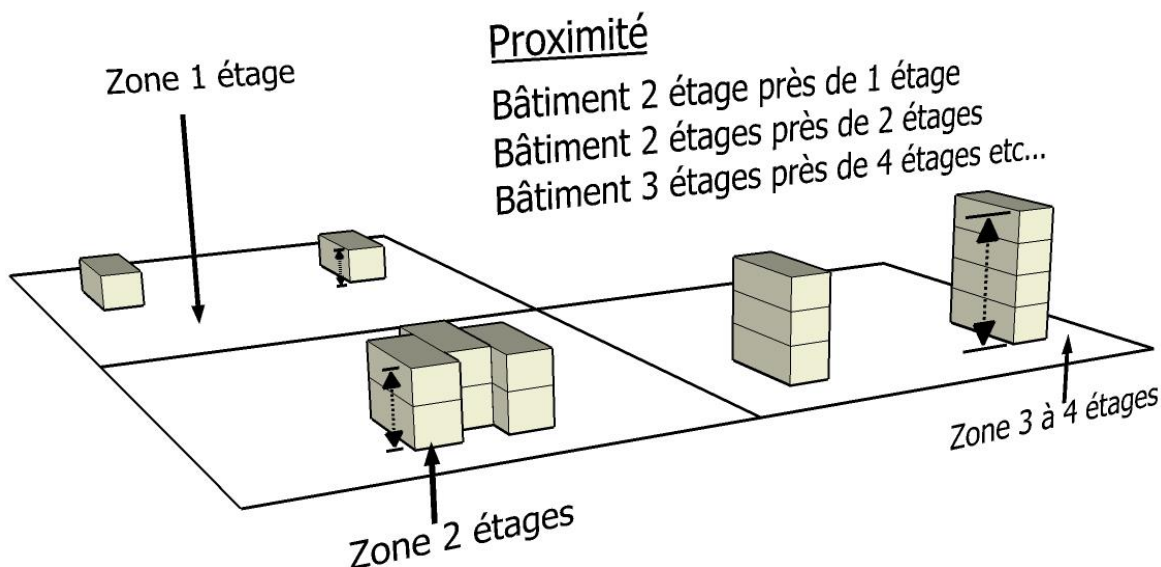 Proximité
Zone 1 étage
Bâtiment 2 étage près de 1 étage
Bâtiment 2 étages près de 2 étages
Bâtiment 3 étages près de 4 étages etc...
Zone 3 à 4 étages
Zone 2 étages